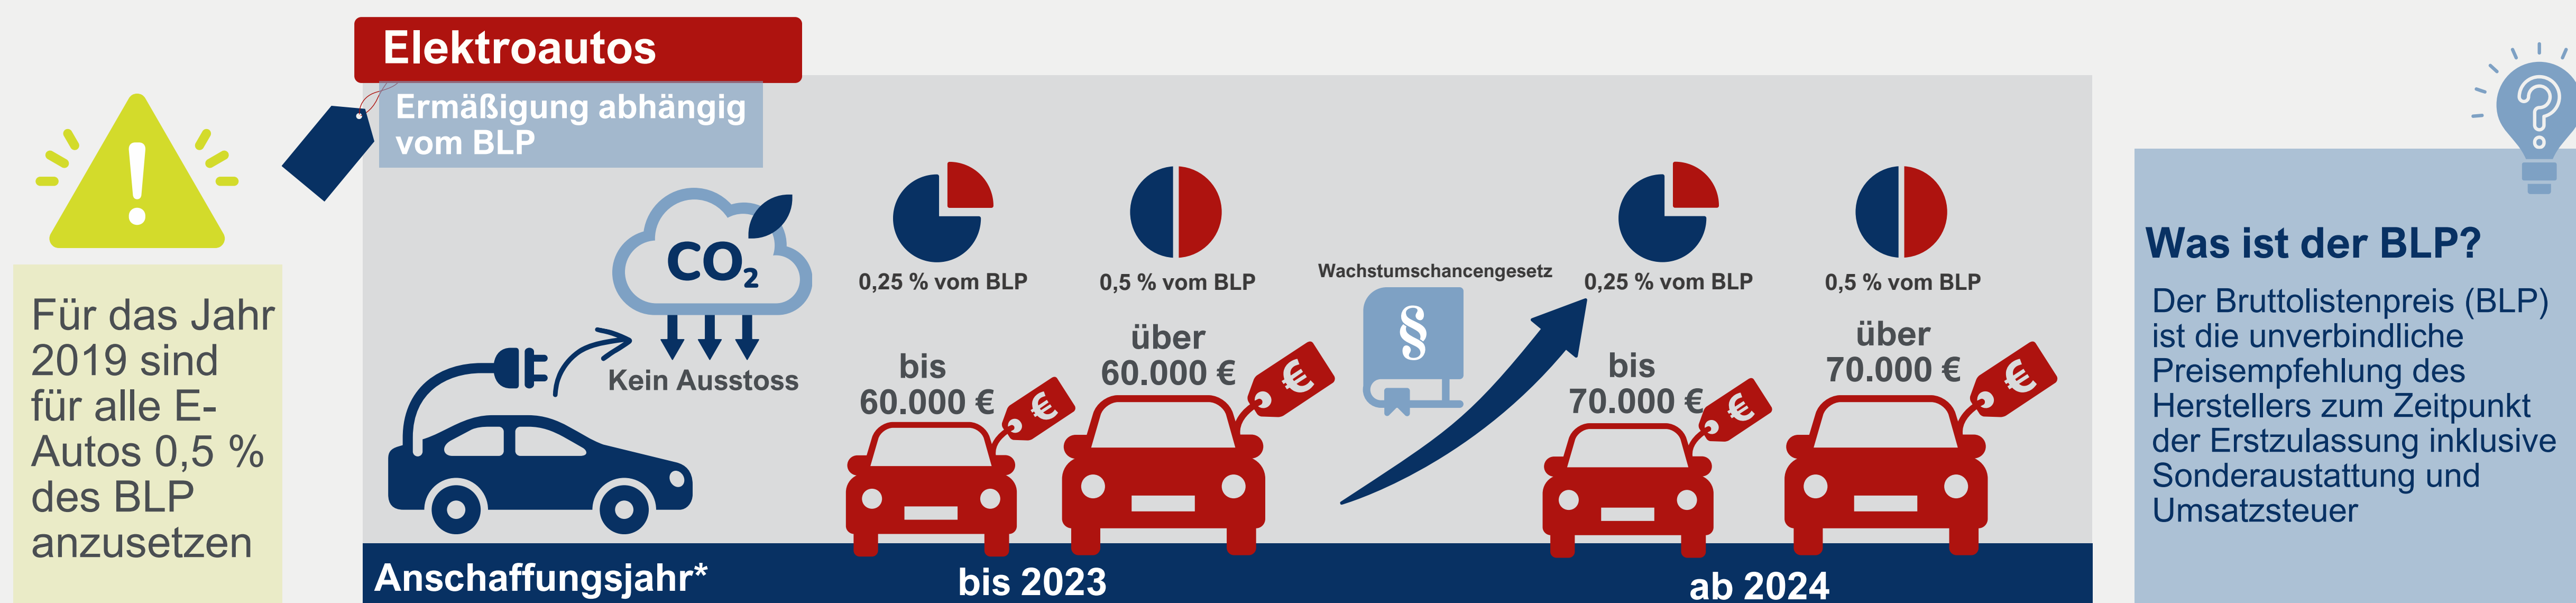 Elektroautos
Ermäßigung abhängig
vom BLP
!
Für das Jahr
2019 sind
für alle E-
Autos 0,5 %
des BLP
anzusetzen
CO₂
Kein Ausstoss
0,25 % vom BLP
bis
60.000 €
€
0,5 % vom BLP
über
60.000 €
€
Wachstumschancengesetz
§
0,25 % vom BLP
bis
70.000 €
€
0,5 % vom BLP
über
70.000 €
€
Anschaffungsjahr*
bis 2023
ab 2024
?
Was ist der BLP?
Der Bruttolistenpreis (BLP)
ist die unverbindliche
Preisempfehlung des
Herstellers zum Zeitpunkt
der Erstzulassung inklusive
Sonderaustattung und
Umsatzsteuer